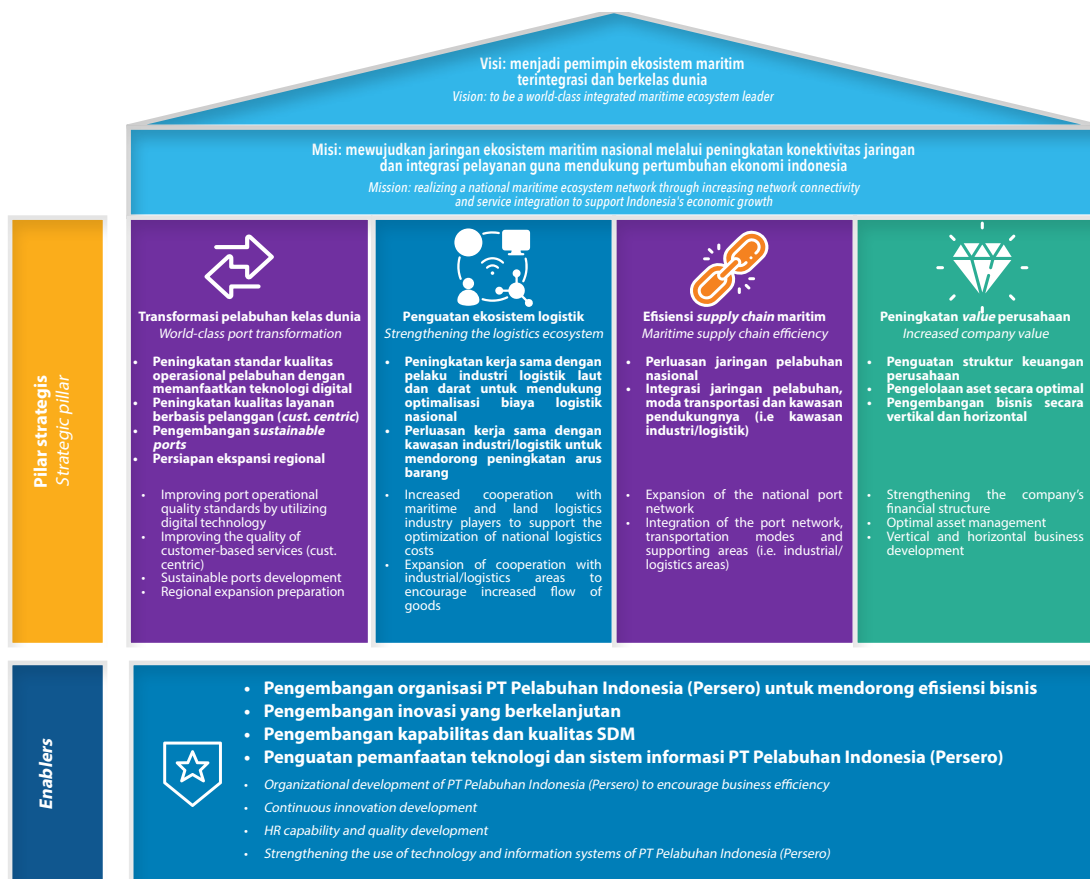 Visi: menjadi pemimpin ekosistem maritim
terintegrasi dan berkelas dunia
Vision: to be a world-class integrated maritime ecosystem leader
Misi: mewujudkan jaringan ekosistem maritim nasional melalui peningkatan konektivitas jaringan
dan integrasi pelayanan guna mendukung pertumbuhan ekonomi indonesia
Mission: realizing a national maritime ecosystem network through increasing network connectivity
and service integration to support Indonesia's economic growth
Pilar strategis
Strategic pillar
Transformasi pelabuhan kelas dunia
World-class port transformation
• Peningkatan standar kualitas
operasional pelabuhan dengan
memanfaatkan teknologi digital
• Peningkatan kualitas layanan
berbasis pelanggan (cust. centric)
• Pengembangan sustainable
ports
• Persiapan ekspansi regional
• Improving port operational
quality standards by utilizing
digital technology
• Improving the quality of
customer-based services (cust.
centric)
• Sustainable ports development
• Regional expansion preparation
Penguatan ekosistem logistik
Strengthening the logistics ecosystem
• Peningkatan kerja sama dengan
pelaku industri logistik laut
dan darat untuk mendukung
optimalisasi biaya logistik
nasional
• Perluasan kerja sama dengan
kawasan industri/logistik untuk
mendorong peningkatan arus
barang
• Increased cooperation with
maritime and land logistics
industry players to support the
optimization of national logistics
costs
• Expansion of cooperation with
industrial/logistics areas to
encourage increased flow of
goods
Efisiensi supply chain maritim
Maritime supply chain efficiency
• Perluasan jaringan pelabuhan
nasional
• Integrasi jaringan pelabuhan,
moda transportasi dan kawasan
pendukungnya (i.e kawasan
industri/logistik)
• Expansion of the national port
network
• Integration of the port network,
transportation modes and
supporting areas (i.e. industrial/
logistics areas)
Peningkatan value perusahaan
Increased company value
• Penguatan struktur keuangan
perusahaan
• Pengelolaan aset secara optimal
• Pengembangan bisnis secara
vertikal dan horizontal
• Strengthening the company's
financial structure
• Optimal asset management
• Vertical and horizontal business
development
Enablers
• Pengembangan organisasi PT Pelabuhan Indonesia (Persero) untuk mendorong efisiensi bisnis
• Pengembangan inovasi yang berkelanjutan
• Pengembangan kapabilitas dan kualitas SDM
• Penguatan pemanfaatan teknologi dan sistem informasi PT Pelabuhan Indonesia (Persero)
• Organizational development of PT Pelabuhan Indonesia (Persero) to encourage business efficiency
• Continuous innovation development
• HR capability and quality development
• Strengthening the use of technology and information systems of PT Pelabuhan Indonesia (Persero)